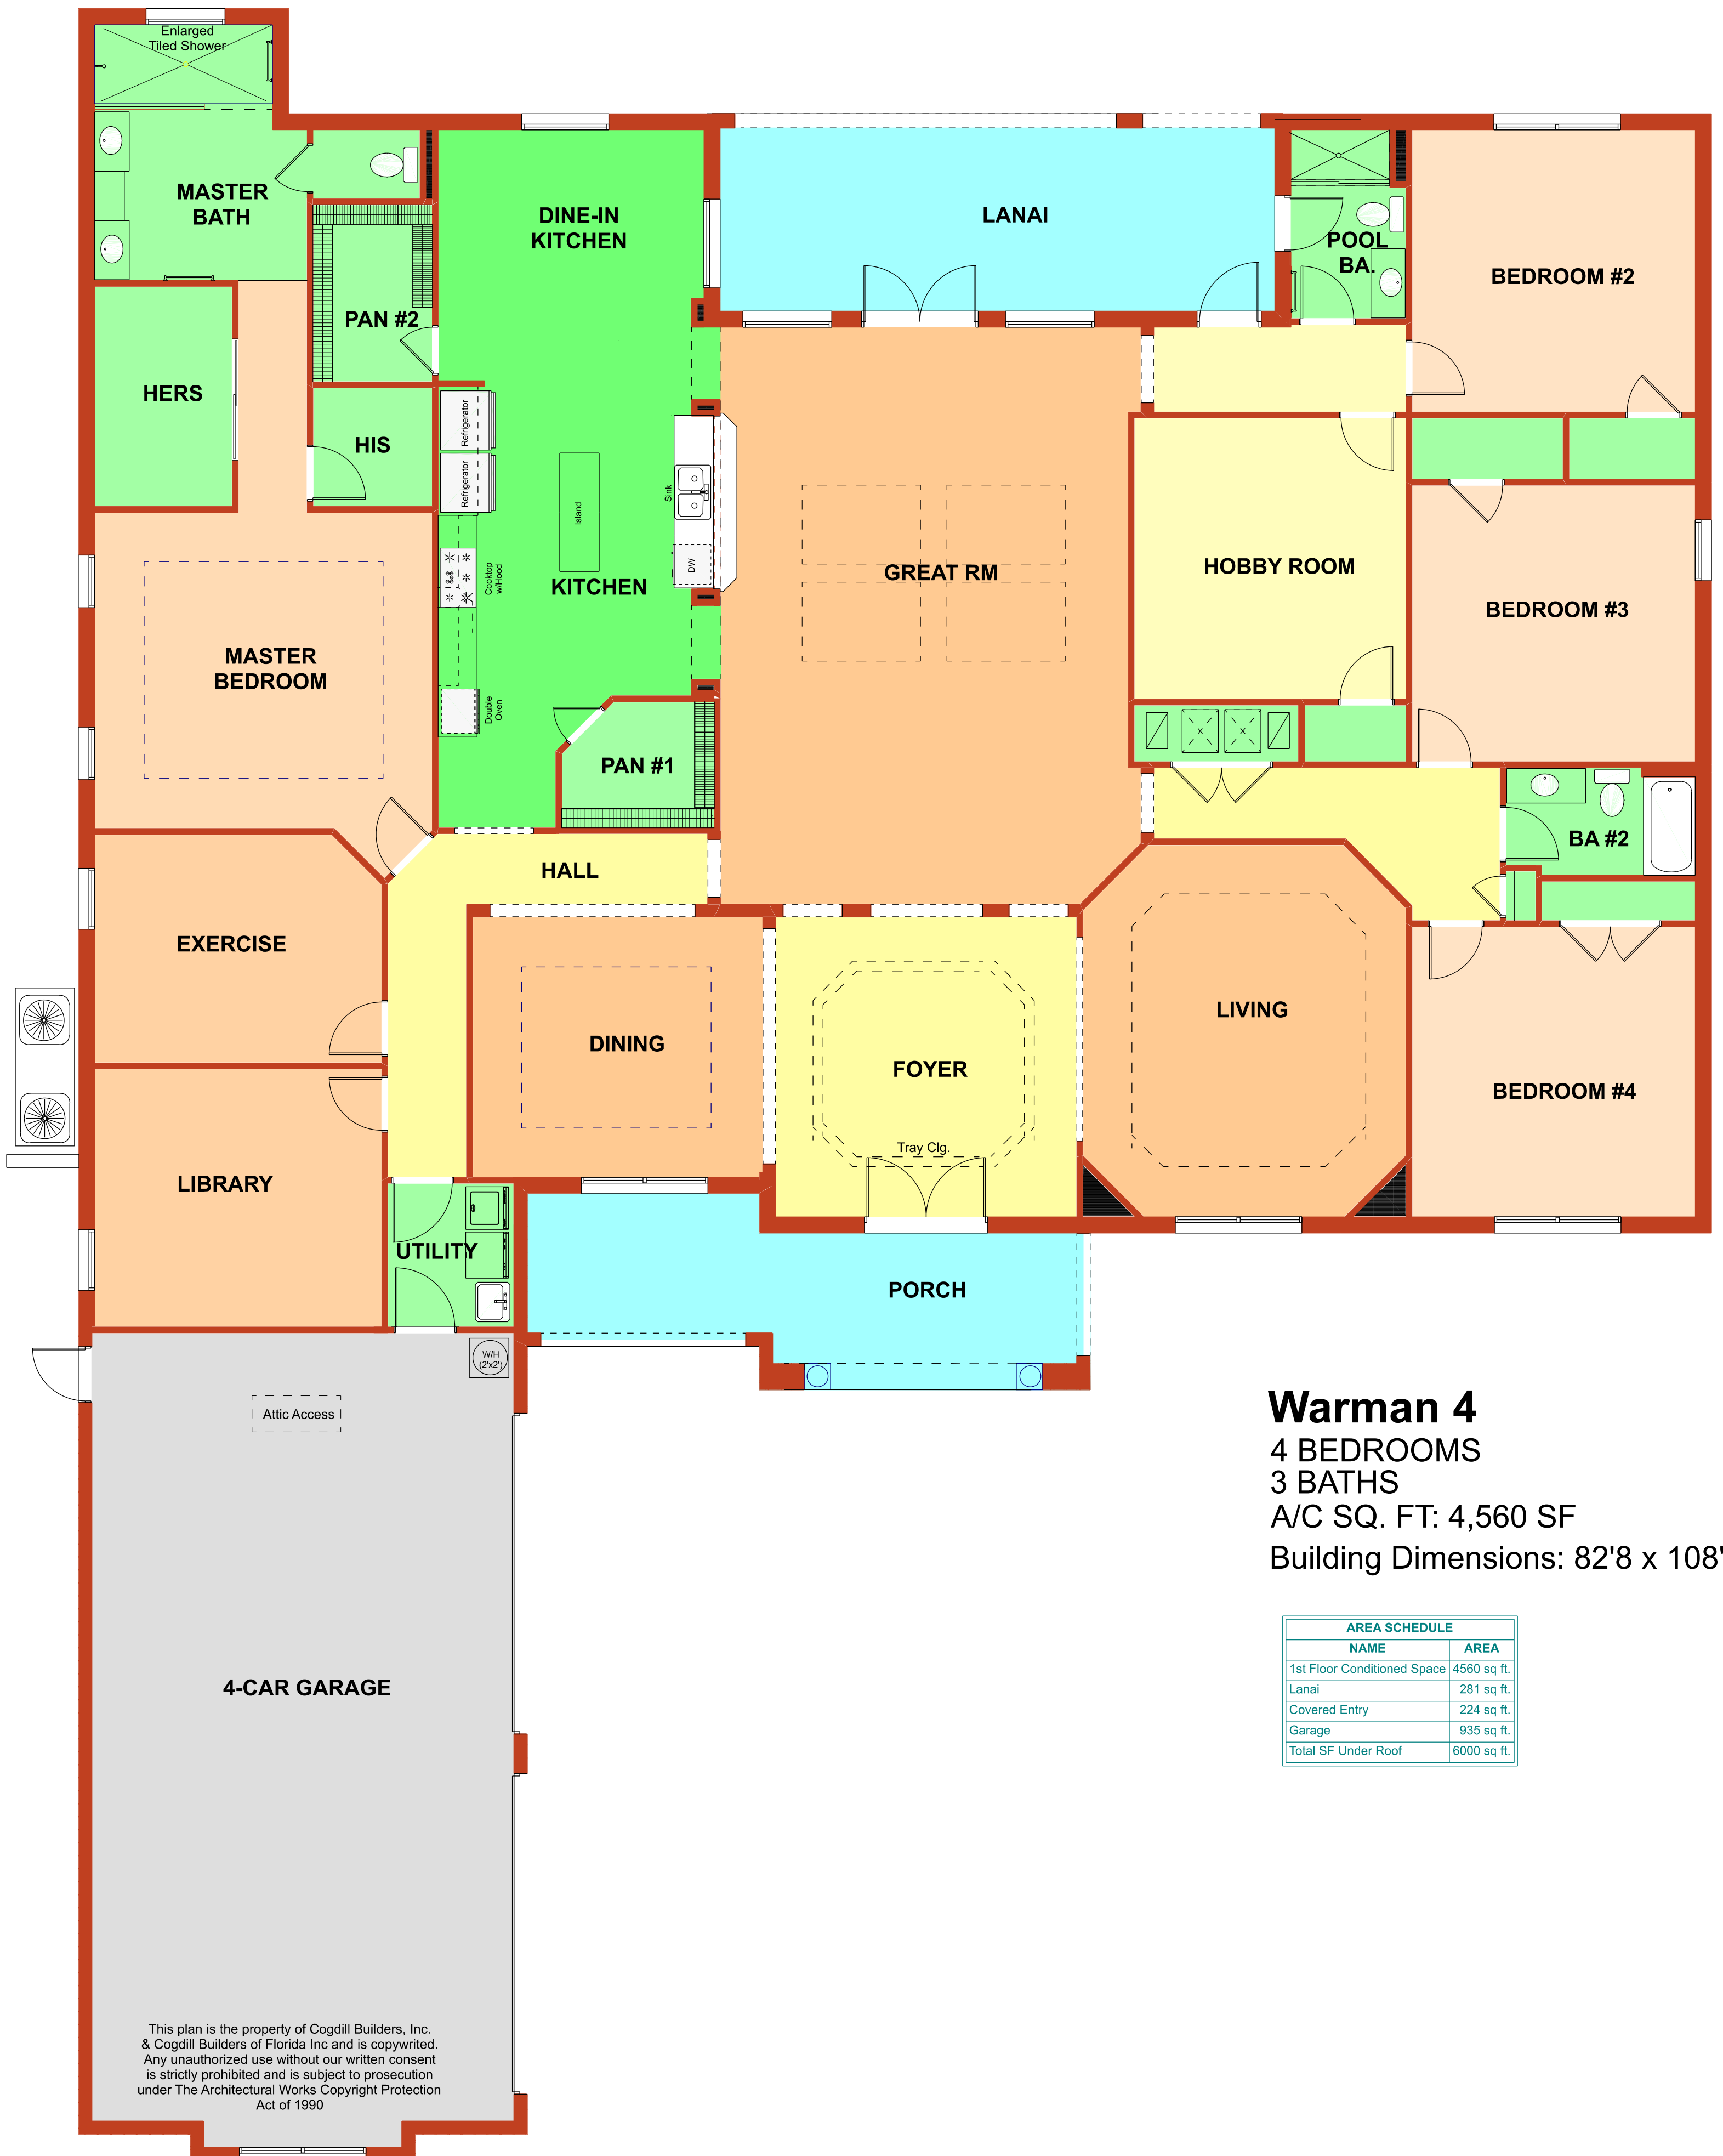 Enlarged
Tiled Shower
MASTER
BATH
DINE-IN
KITCHEN
LANAI
POOL
BA.
BEDROOM #2
PAN #2
HERS
HIS
Refrigerator
Refrigerator
Island
Sink
DW
Cooktop
w/Hood
KITCHEN
GREAT RM
HOBBY ROOM
BEDROOM #3
MASTER
BEDROOM
Double
Oven
PAN #1
BA #2
HALL
EXERCISE
DINING
FOYER
LIVING
BEDROOM #4
Tray Clg.
LIBRARY
UTILITY
PORCH
W/H
(2'x2')
Attic Access
Warman 4
4 BEDROOMS
3 BATHS
A/C SQ. FT: 4,560 SF
Building Dimensions: 82'8 x 108'
AREA SCHEDULE
NAME AREA
1st Floor Conditioned Space 4560 sq ft.
Lanai 281 sq ft.
Covered Entry 224 sq ft.
Garage 935 sq ft.
Total SF Under Roof 6000 sq ft.
4-CAR GARAGE
This plan is the property of Cogdill Builders, Inc.
& Cogdill Builders of Florida Inc and is copywrited.
Any unauthorized use without our written consent
is strictly prohibited and is subject to prosecution
under The Architectural Works Copyright Protection
Act of 1990